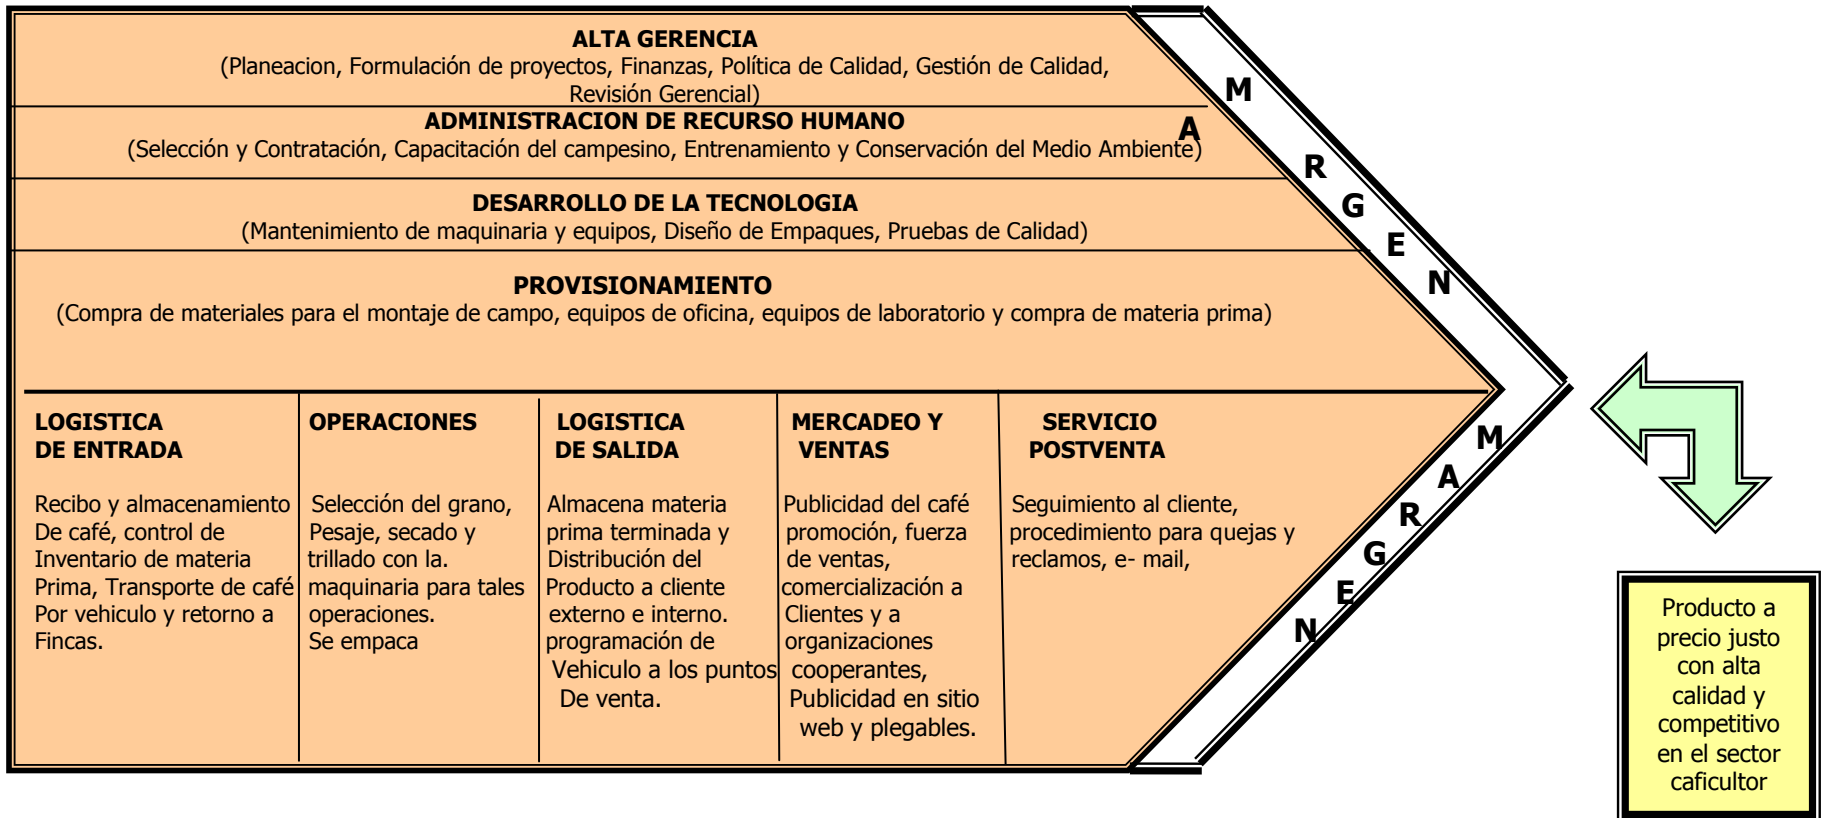 ALTA GERENCIA
(Planeacion, Formulación de proyectos, Finanzas, Política de Calidad, Gestión de Calidad,
Revisión Gerencial)
ADMINISTRACION DE RECURSO HUMANO
(Selección y Contratación, Capacitación del campesino, Entrenamiento y Conservación del Medio Ambiente)
DESARROLLO DE LA TECNOLOGIA
(Mantenimiento de maquinaria y equipos, Diseño de Empaques, Pruebas de Calidad)
PROVISIONAMIENTO
(Compra de materiales para el montaje de campo, equipos de oficina, equipos de laboratorio y compra de materia prima)
MARGEN
LOGISTICA
DE ENTRADA
Recibo y almacenamiento
De café, control de
Inventario de materia
Prima, Transporte de café
Por vehiculo y retorno a
Fincas.
OPERACIONES
Selección del grano,
Pesaje, secado y
trillado con la.
maquinaria para tales
operaciones.
Se empaca
LOGISTICA
DE SALIDA
Almacena materia
prima terminada y
Distribución del
Producto a cliente
externo e interno.
programación de
Vehiculo a los puntos
De venta.
MERCADEO Y
VENTAS
Publicidad del café
promoción, fuerza
de ventas,
comercialización a
Clientes y a
organizaciones
cooperantes,
Publicidad en sitio
web y plegables.
SERVICIO
POSTVENTA
Seguimiento al cliente,
procedimiento para quejas y
reclamos, e- mail,
MARGEN
Producto a
precio justo
con alta
calidad y
competitivo
en el sector
caficultor